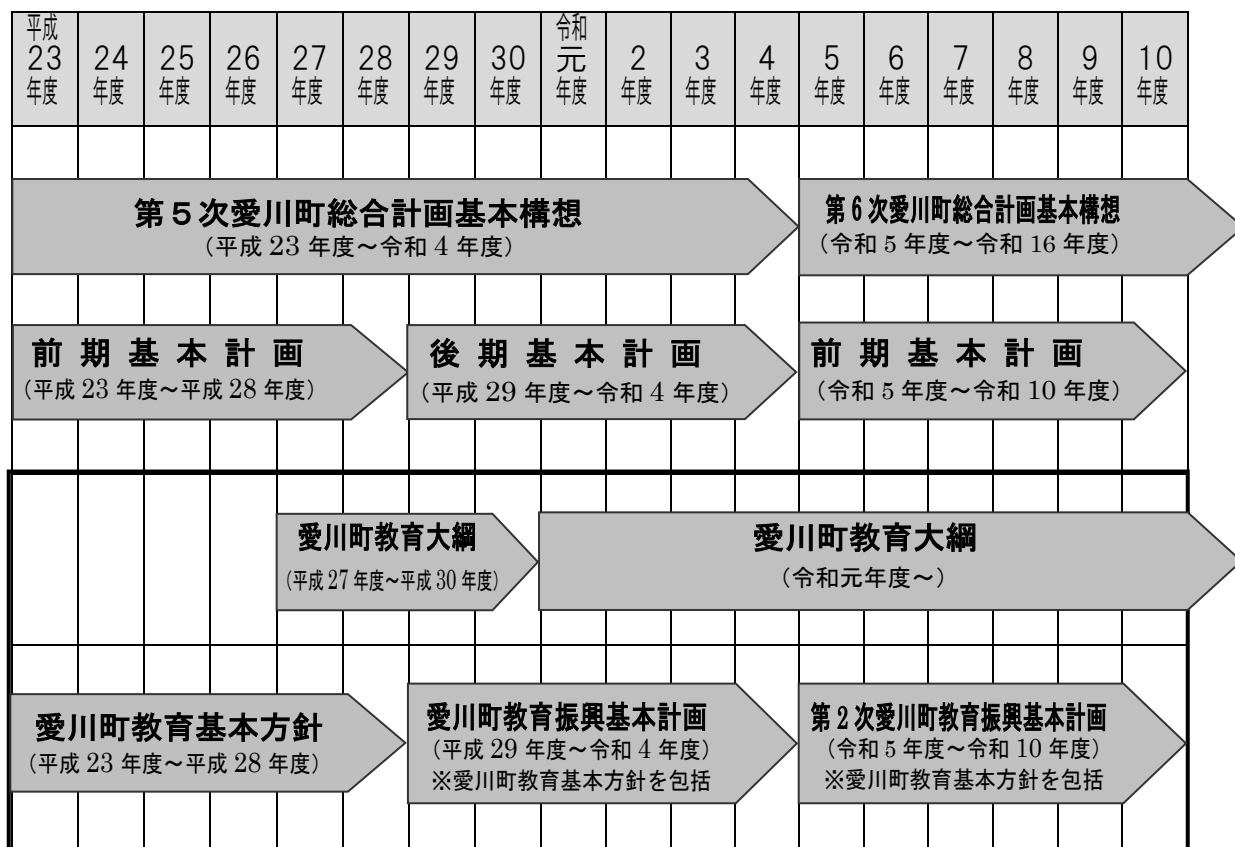 平成 令和
23 24 25 26 27 28 29 30 元 2 3 4 5 6 7 8 9 10
年度 年度 年度 年度 年度 年度 年度 年度 年度 年度 年度 年度 年度 年度 年度 年度 年度 年度
第5次愛川町総合計画基本構想
(平成 23 年度～令和 4 年度)
第6次愛川町総合計画基本構想
(令和 5 年度～令和 16 年度)
前期基本計画
(平成 23 年度～平成 28 年度)
後期基本計画
(平成 29 年度～令和 4 年度)
前期基本計画
(令和 5 年度～令和 10 年度)
愛川町教育大綱
(平成 27 年度～平成 30 年度)
愛川町教育大綱
(令和元年度～)
愛川町教育基本方針
(平成 23 年度～平成 28 年度)
愛川町教育振興基本計画
(平成 29 年度～令和 4 年度)
※愛川町教育基本方針を包括
第2次愛川町教育振興基本計画
(令和 5 年度～令和 10 年度)
※愛川町教育基本方針を包括